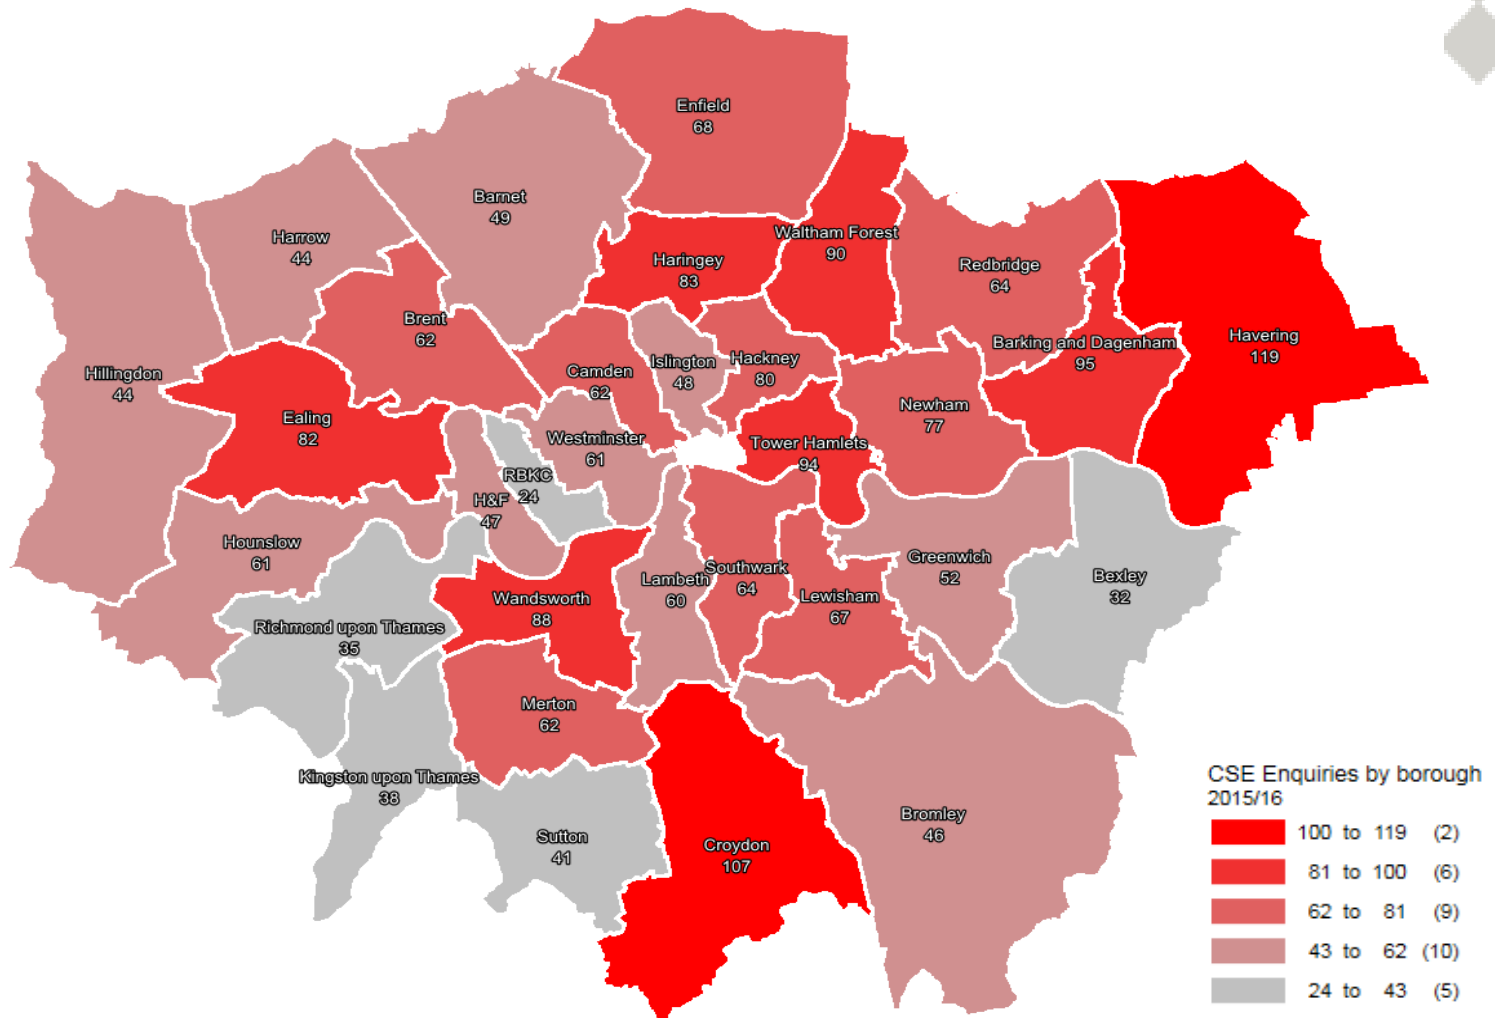 Enfield
68
Barnet
49
Harrow
44
Waltham Forest
90
Haringey
83
Redbridge
64
Brent
62
Havering
119
Barking and Dagenham
95
Hackney
80
Islington
48
Camden
62
Hillingdon
44
Newham
77
Ealing
82
Westminster
61
Tower Hamlets
94
RBKC
24
H&F
47
Hounslow
61
Greenwich
52
Southwark
64
Bexley
32
Lambeth
60
Lewisham
67
Wandsworth
88
Richmond upon Thames
35
Merton
62
Kingston upon Thames
38
Bromley
46
Sutton
41
Croydon
107
CSE Enquiries by borough
2015/16
100 to 119 (2)
81 to 100 (6)
62 to 81 (9)
43 to 62 (10)
24 to 43 (5)